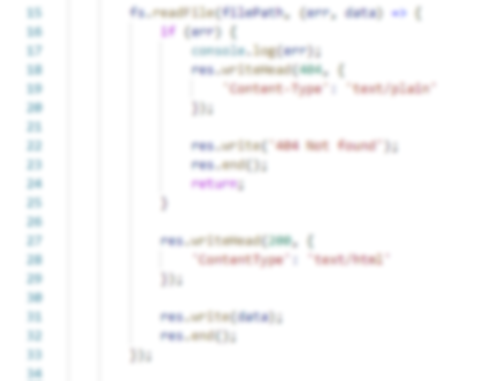 15 fs.readFile(filePath, (err, data) => {
16 if (err) {
17 console.log(err);
18 res.writeHead(404, {
19 'Content-Type': 'text/plain'
20 });
21
22 res.write('404 Not found');
23 res.end();
24 return;
25 }
26
27 res.writeHead(200, {
28 'ContentType': 'text/html'
29 });
30
31 res.write(data);
32 res.end();
33 });
34